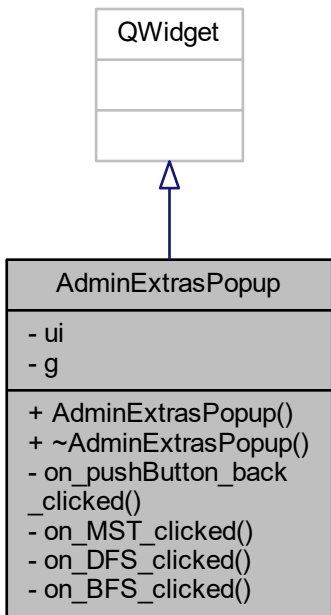 QWidget
AdminExtrasPopup
- ui
- g
+ AdminExtrasPopup()
+ ~AdminExtrasPopup()
- on_pushButton_back
_clicked()
- on_MST_clicked()
- on_DFS_clicked()
- on_BFS_clicked()